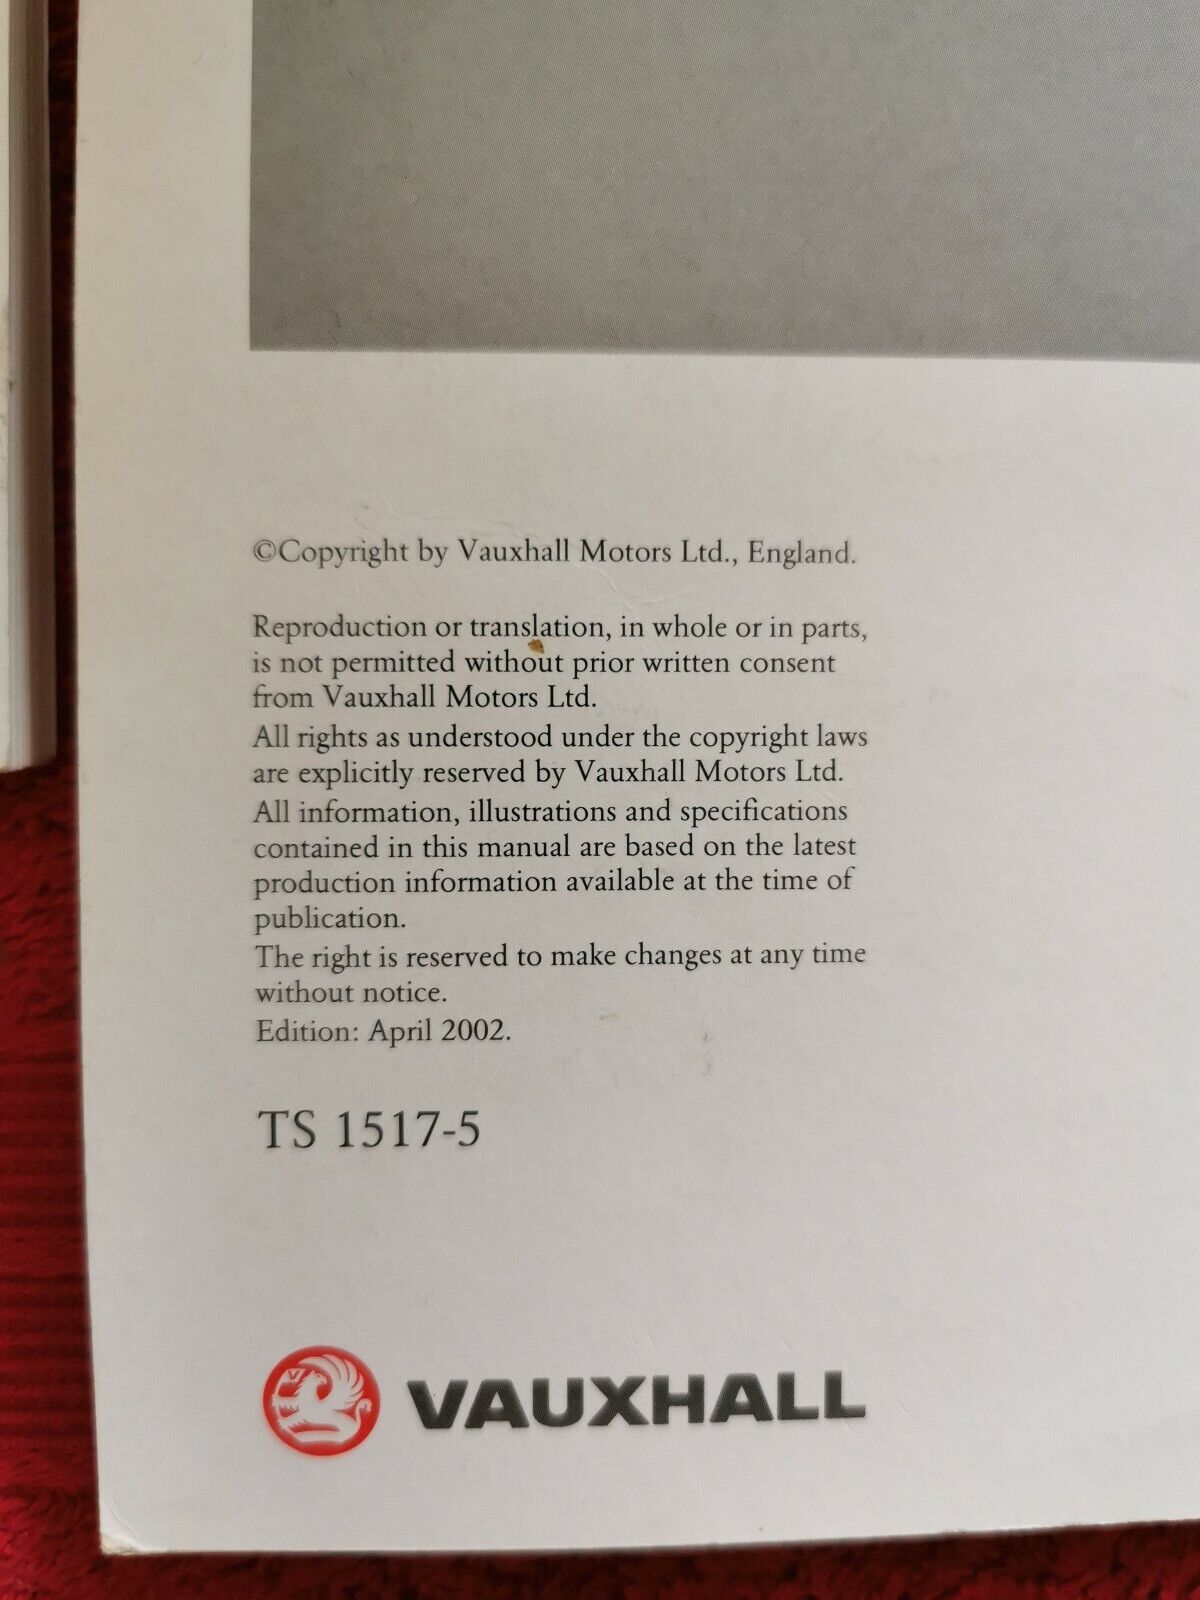 ©Copyright by Vauxhall Motors Ltd., England.
Reproduction or translation, in whole or in parts,
is not permitted without prior written consent
from Vauxhall Motors Ltd.
All rights as understood under the copyright laws
are explicitly reserved by Vauxhall Motors Ltd.
All information, illustrations and specifications
contained in this manual are based on the latest
production information available at the time of
publication.
The right is reserved to make changes at any time
without notice.
Edition: April 2002.
TS 1517-5
V
VAUXHALL